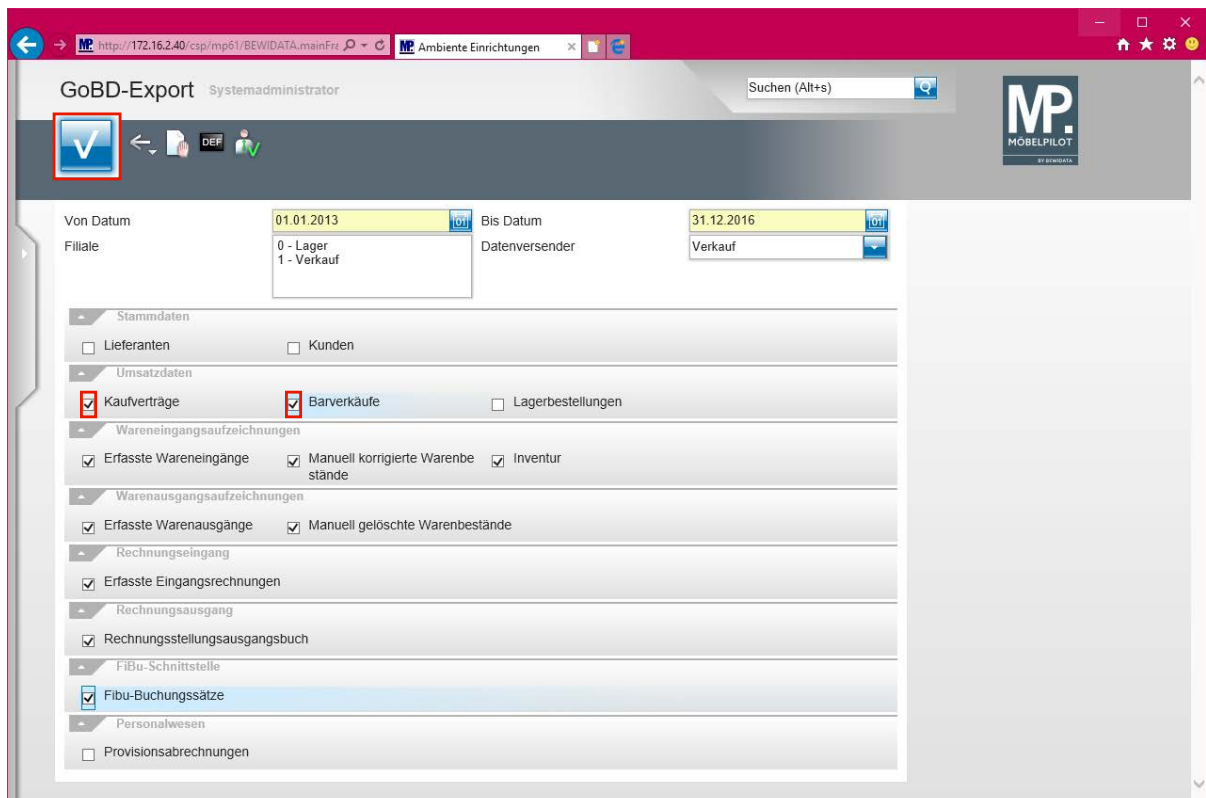 http://172.16.2.40/csp/mp61/BEWIDATA.mainFra
MP. Ambiente Einrichtungen
GoBD-Export Systemadministrator
Suchen (Alt+s)
MP.
MÖBELPILOT
BY BEWIDATA
DEF
Von Datum 01.01.2013 Bis Datum 31.12.2016
Filiale 0 - Lager Datenversender Verkauf
1 - Verkauf
Stammdaten
Lieferanten Kunden
Umsatzdaten
Kaufverträge Barverkäufe Lagerbestellungen
Wareneingangsaufzeichnungen
Erfasste Wareneingänge Manuell korrigierte Warenbe Inventur
stände
Warenausgangsaufzeichnungen
Erfasste Warenausgänge Manuell gelöschte Warenbestände
Rechnungseingang
Erfasste Eingangsrechnungen
Rechnungsausgang
Rechnungsstellungsausgangsbuch
FiBu-Schnittstelle
Fibu-Buchungssätze
Personalwesen
Provisionsabrechnungen